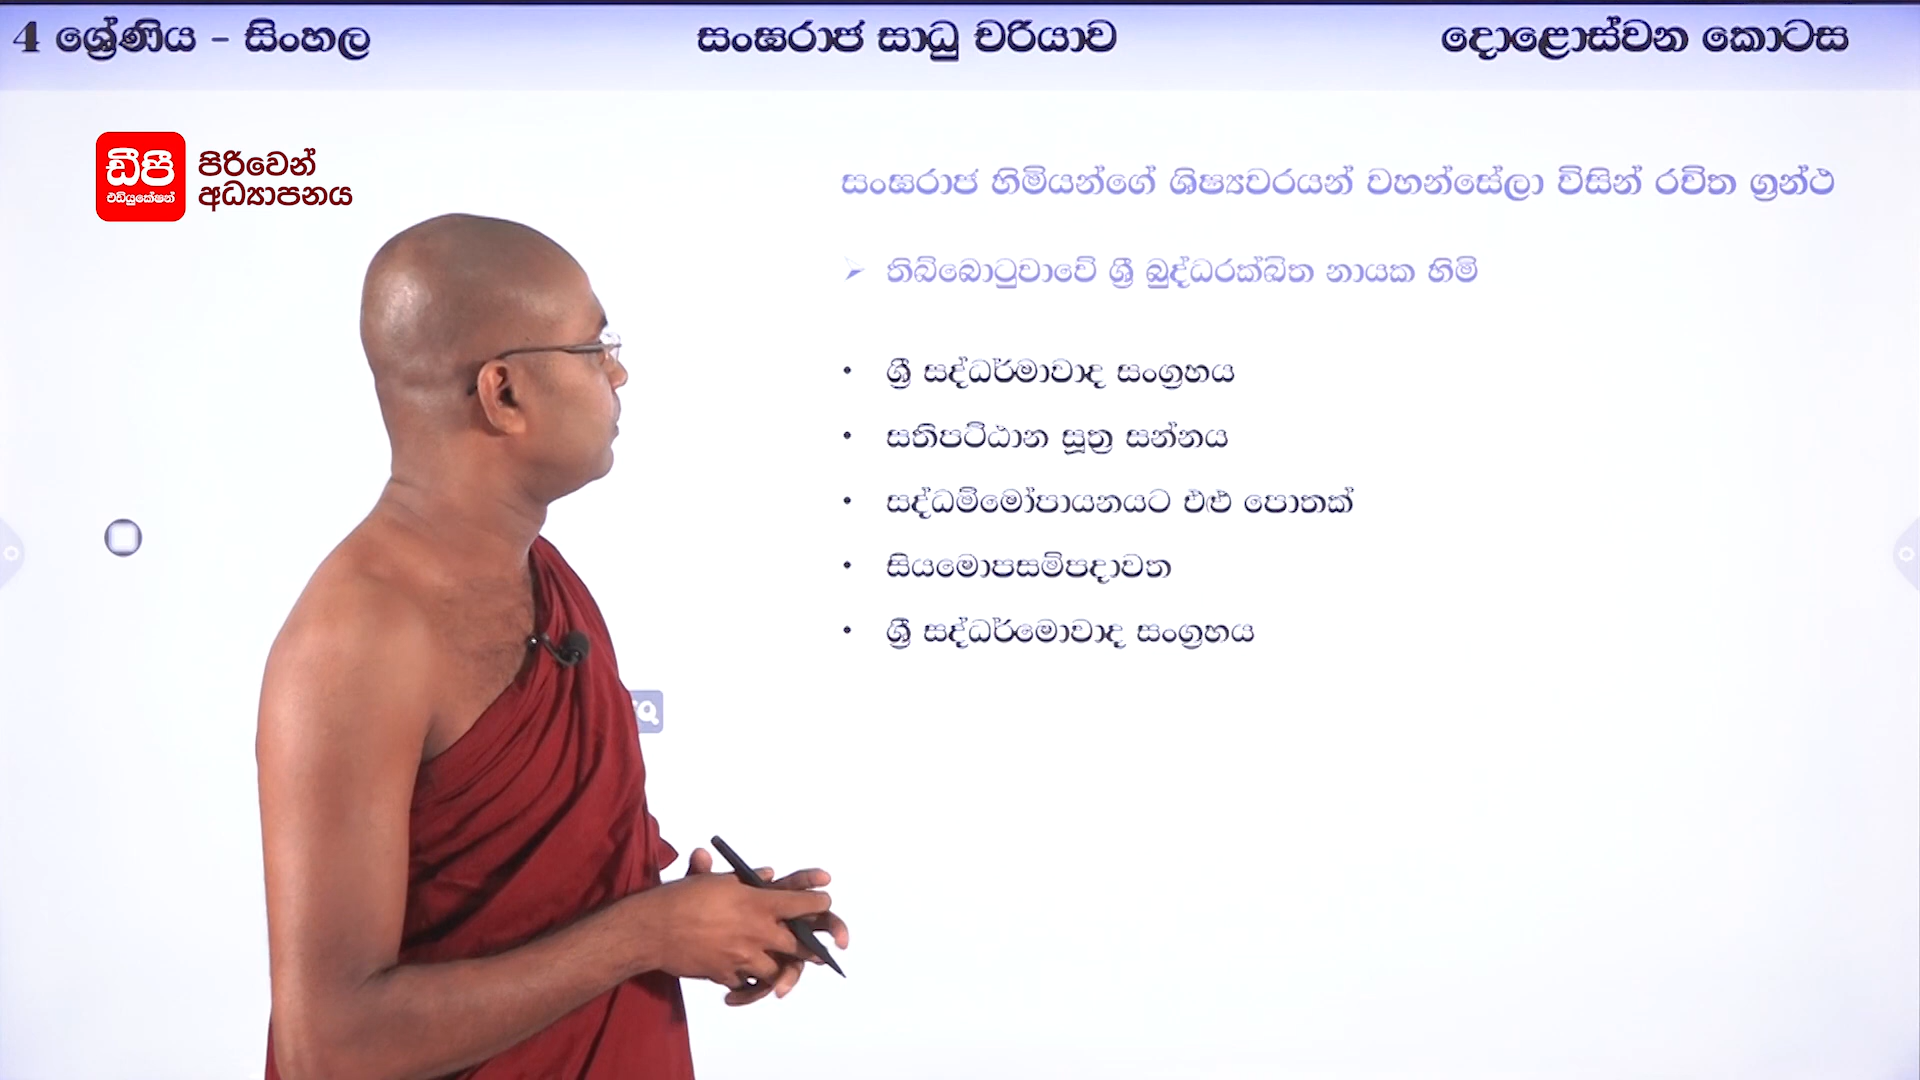 4 ශ්‍රේණිය - සිංහල
සංඝරාජ සාධු චරියාව
දොළොස්වන කොටස
ඩීපී
එඩියුකේෂන්
පිරිවෙන්
අධ්‍යාපනය
සංඝරාජ හිමියන්ගේ ශිෂ්‍යවරයන් වහන්සේලා විසින් රචිත ග්‍රන්ථ
➢ තිබ්බොටුවාවේ ශ්‍රී බුද්ධරක්ඛිත නායක හිමි
• ශ්‍රී සද්ධර්මාවාද සංග්‍රහය
• සතිපට්ඨාන සූත්‍ර සන්නය
• සද්ධම්මෝපායනයට එළු පොතක්
• සියමොපසම්පදාවත
• ශ්‍රී සද්ධර්මොවාද සංග්‍රහය